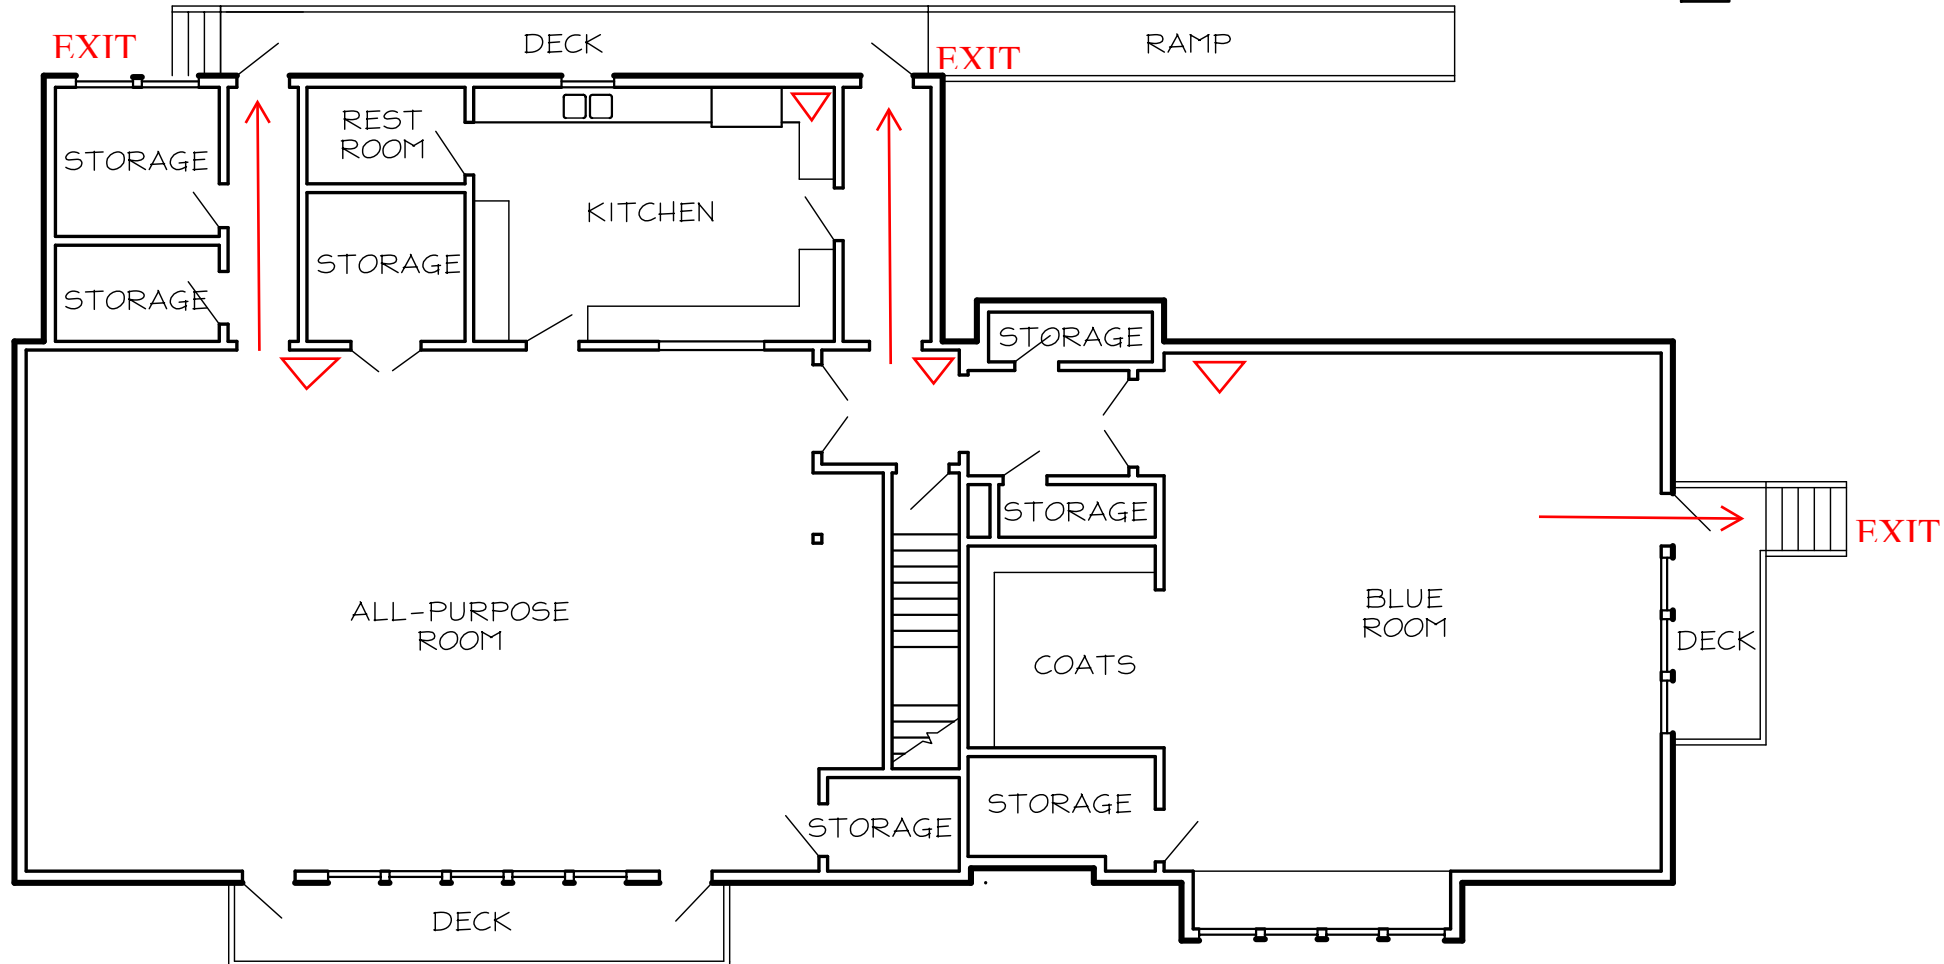 EXIT
DECK
EXIT
RAMP
REST
ROOM
STORAGE
KITCHEN
STORAGE
STORAGE
STORAGE
STORAGE
EXIT
ALL-PURPOSE
ROOM
BLUE
ROOM
DECK
COATS
STORAGE
STORAGE
DECK